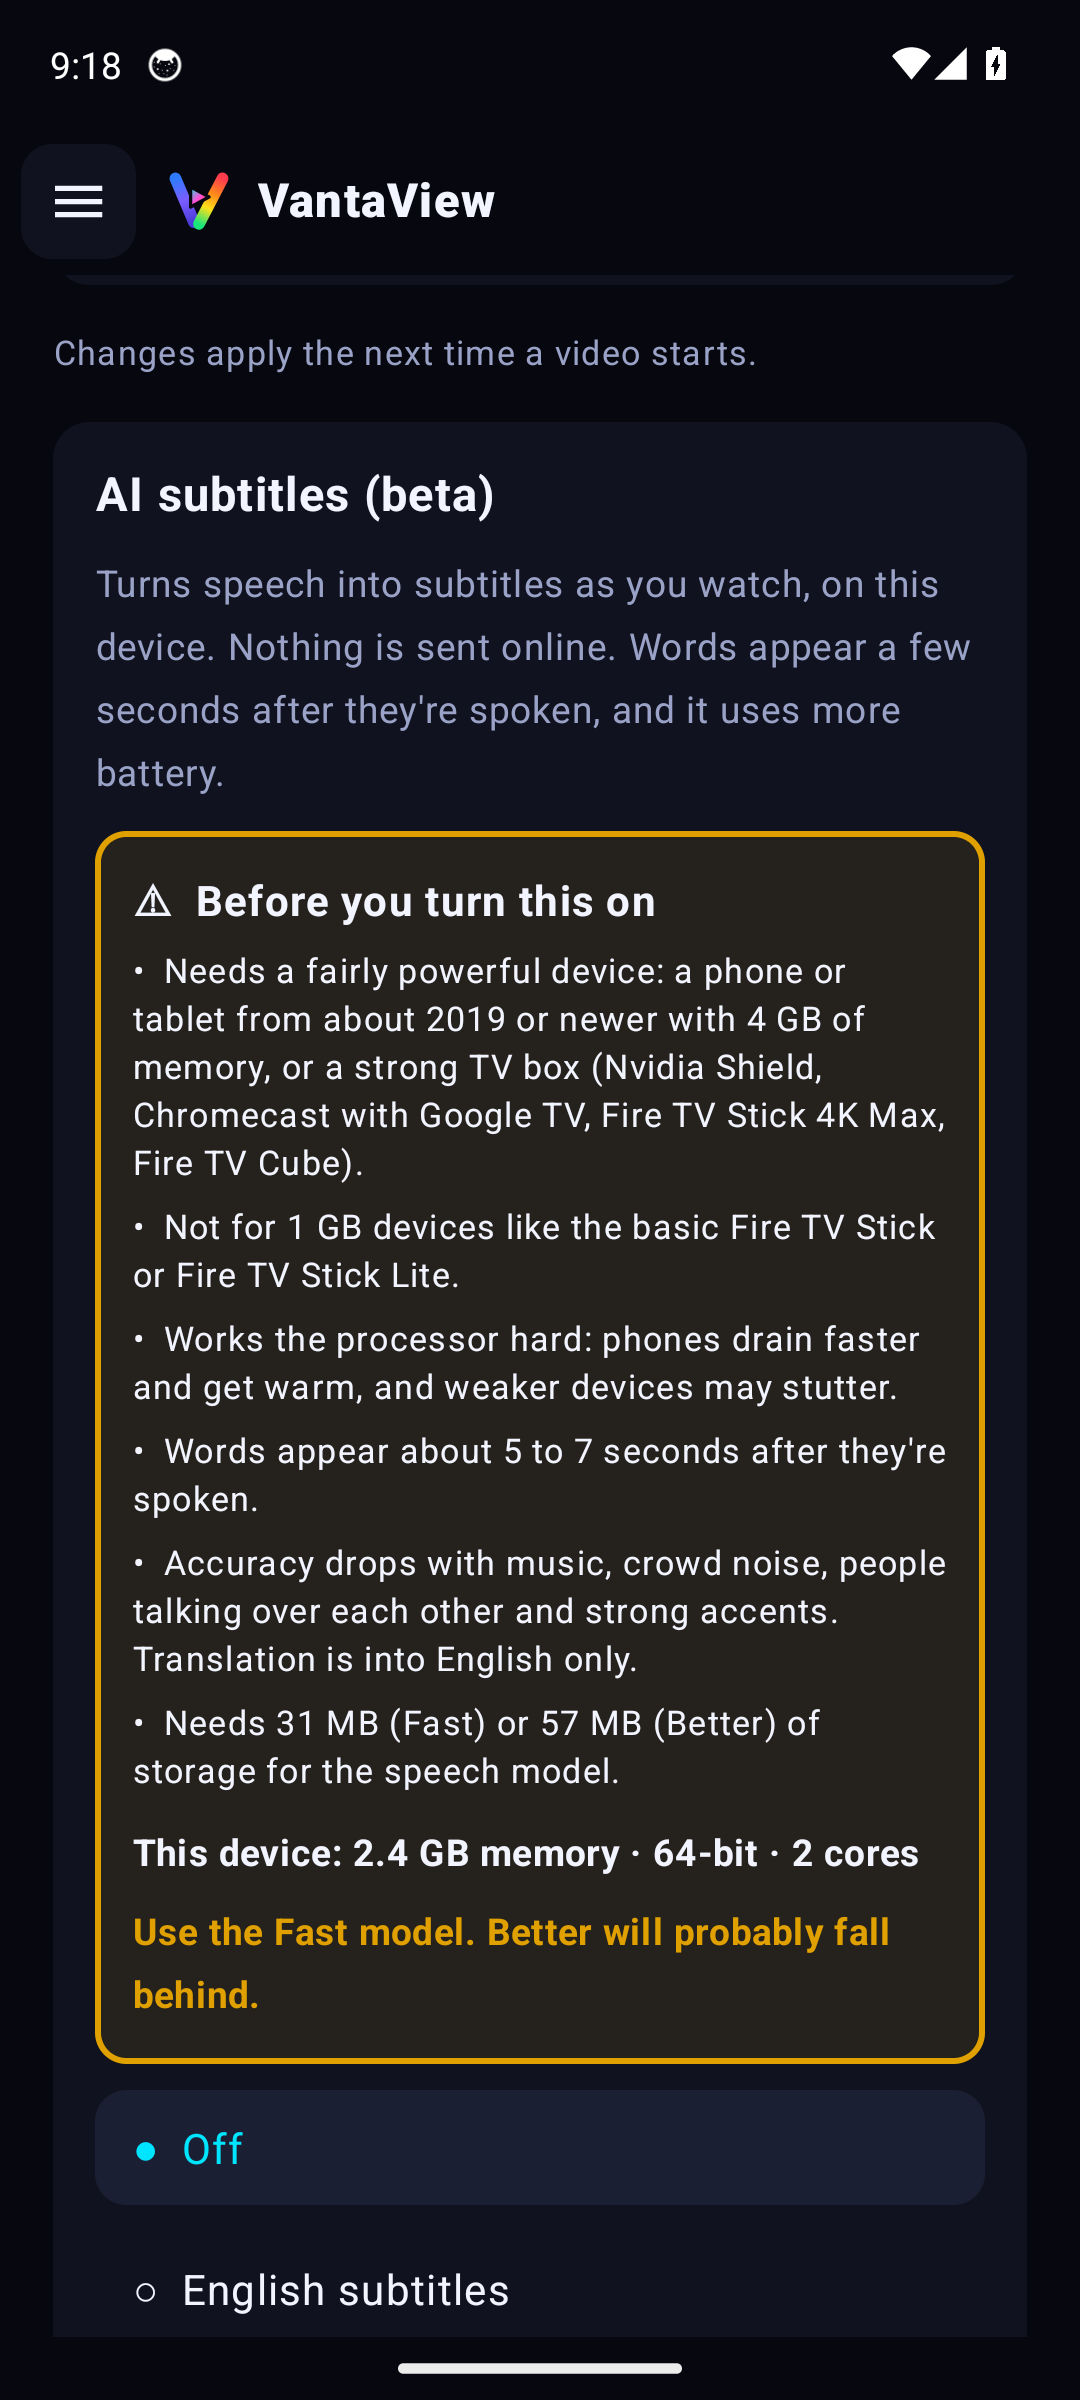 9:18
VantaView
Changes apply the next time a video starts.
AI subtitles (beta)
Turns speech into subtitles as you watch, on this
device. Nothing is sent online. Words appear a few
seconds after they're spoken, and it uses more
battery.
⚠ Before you turn this on
• Needs a fairly powerful device: a phone or
tablet from about 2019 or newer with 4 GB of
memory, or a strong TV box (Nvidia Shield,
Chromecast with Google TV, Fire TV Stick 4K Max,
Fire TV Cube).
• Not for 1 GB devices like the basic Fire TV Stick
or Fire TV Stick Lite.
• Works the processor hard: phones drain faster
and get warm, and weaker devices may stutter.
• Words appear about 5 to 7 seconds after they're
spoken.
• Accuracy drops with music, crowd noise, people
talking over each other and strong accents.
Translation is into English only.
• Needs 31 MB (Fast) or 57 MB (Better) of
storage for the speech model.
This device: 2.4 GB memory · 64-bit · 2 cores
Use the Fast model. Better will probably fall
behind.
● Off
○ English subtitles